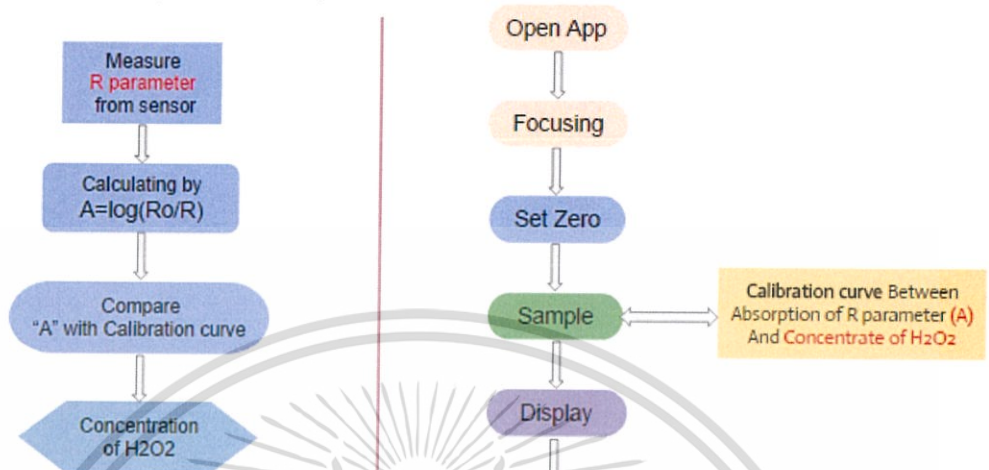 Measure
R parameter
from sensor
Calculating by
A=log(Ro/R)
Compare
“A” with Calibration curve
Concentration
of H2O2
Open App
Focusing
Set Zero
Sample
Display
Calibration curve Between
Absorption of R parameter (A)
And Concentrate of H2O2